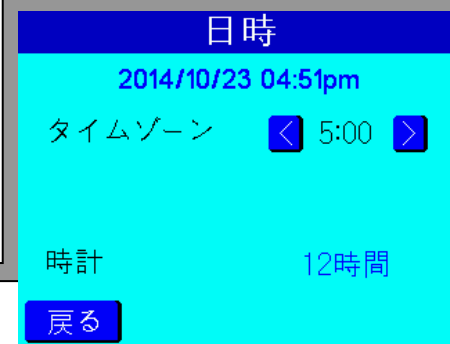 日時
2014/10/23 04:51pm
タイムゾーン < 5:00 >
時計 12時間
戻る